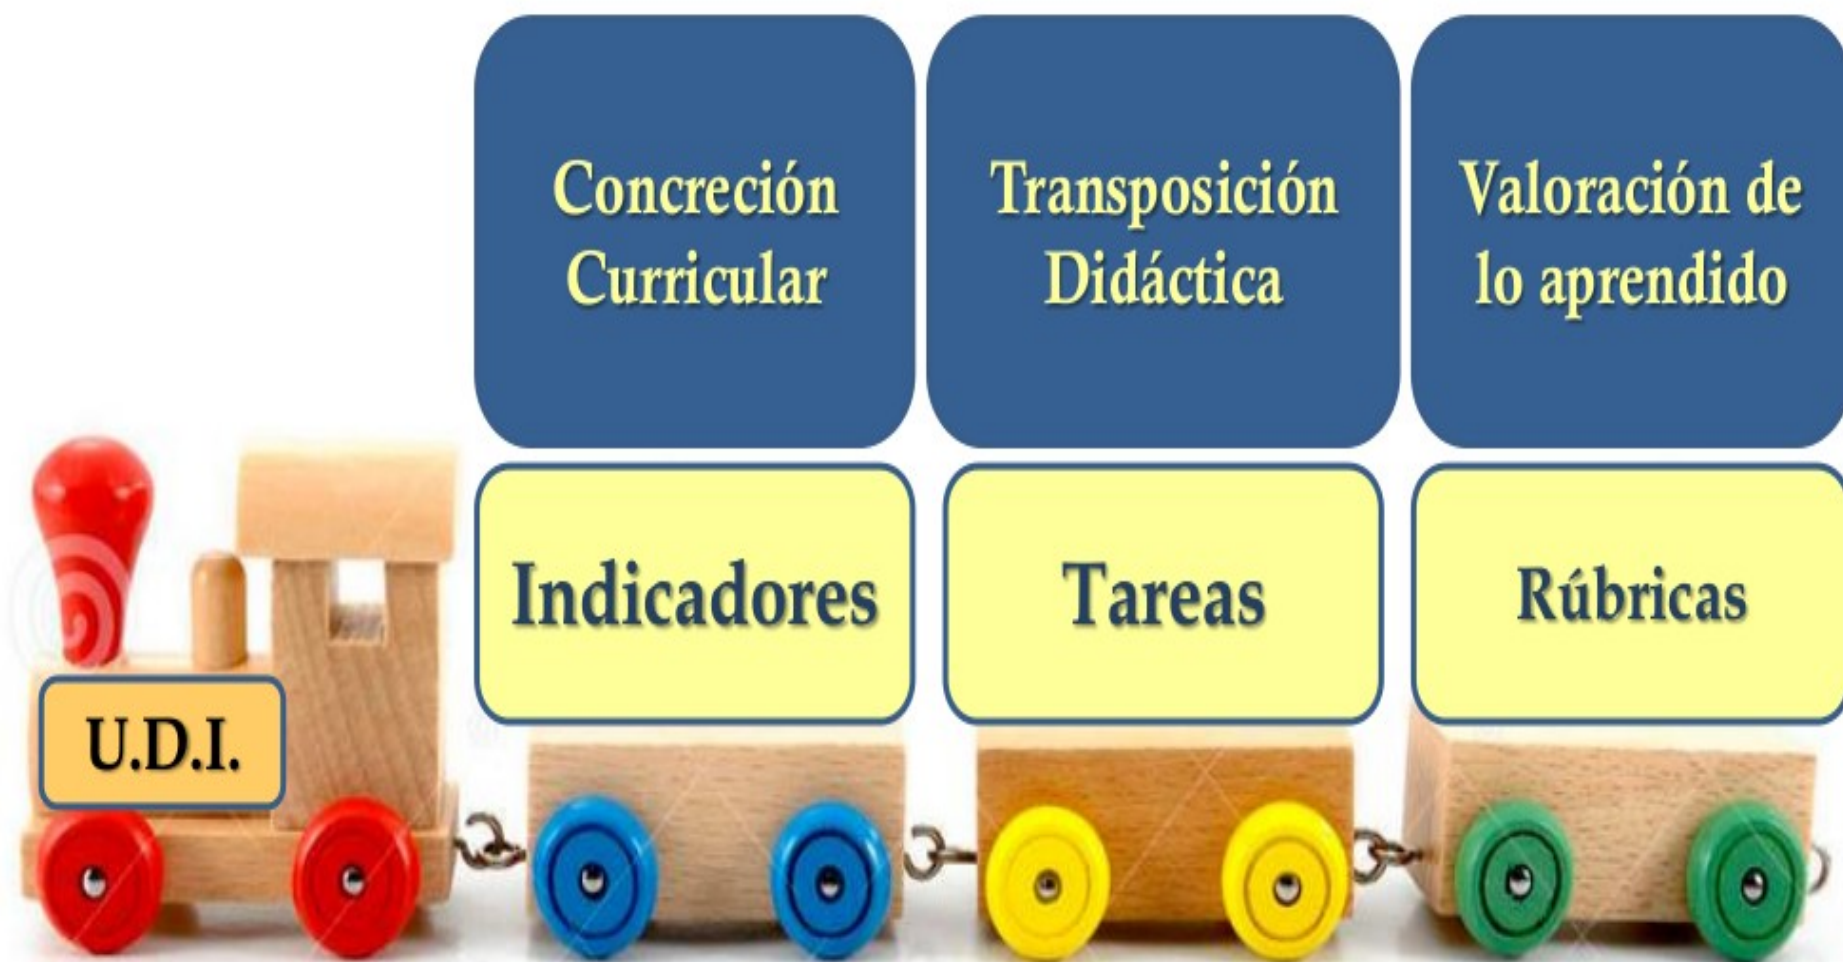 Concreción
Curricular
Transposición
Didáctica
Valoración de
lo aprendido
Indicadores
Tareas
Rúbricas
U.D.I.